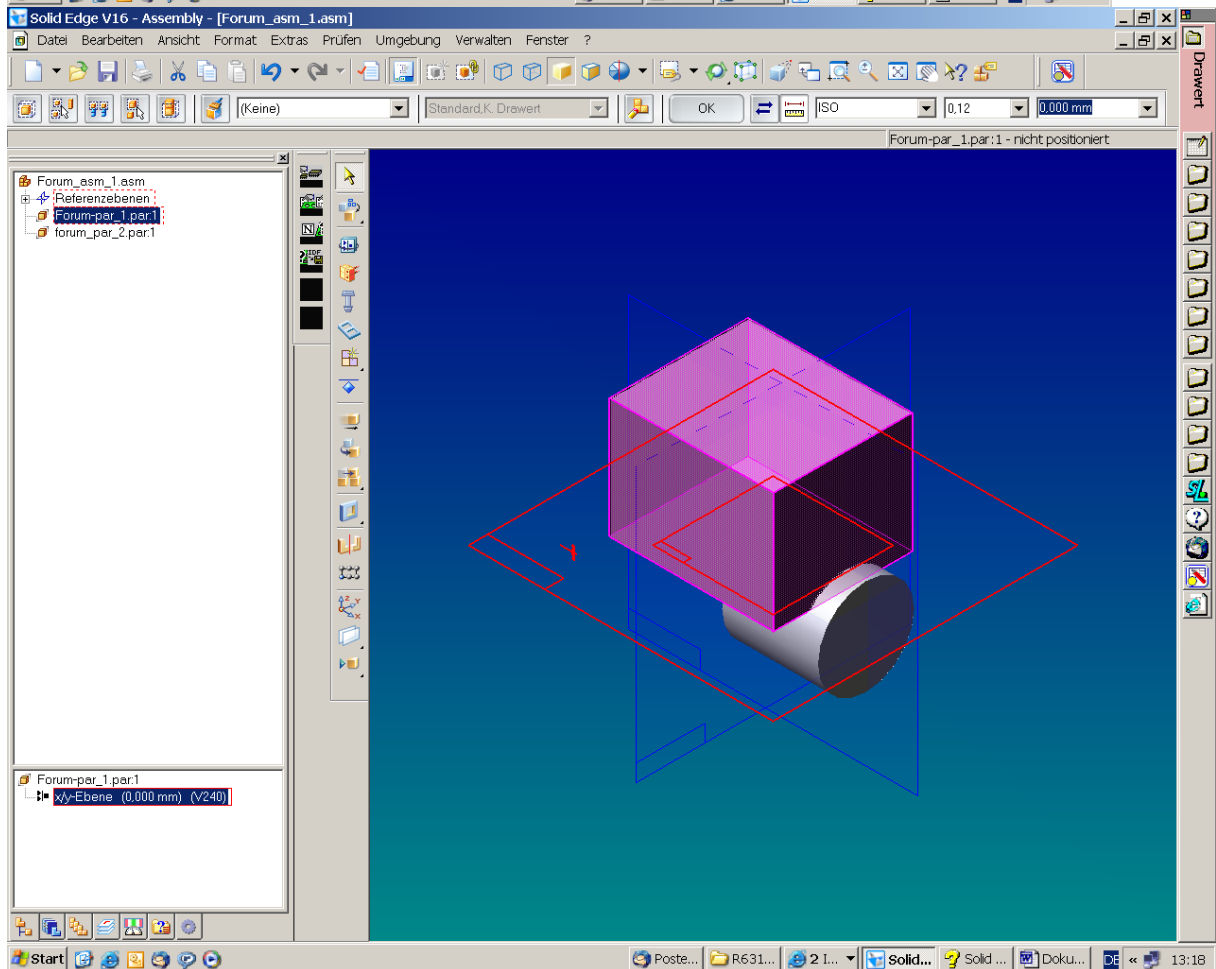 Solid Edge V16 - Assembly - [Forum_asm_1.asm]
Datei Bearbeiten Ansicht Format Extras Prüfen Umgebung Verwalten Fenster ?
(Keine) Standard,K. Drawert OK ISO 0,12 0,000 mm
Forum-par_1.par:1 - nicht positioniert
Drawert
Forum_asm_1.asm
Referenzebenen
Forum-par_1.par:1
forum_par_2.par:1
Forum-par_1.par:1
x/y-Ebene (0,000 mm) (V240)
Start Poste... R631... 2 I... Solid... Solid ... Doku... DE « 13:18